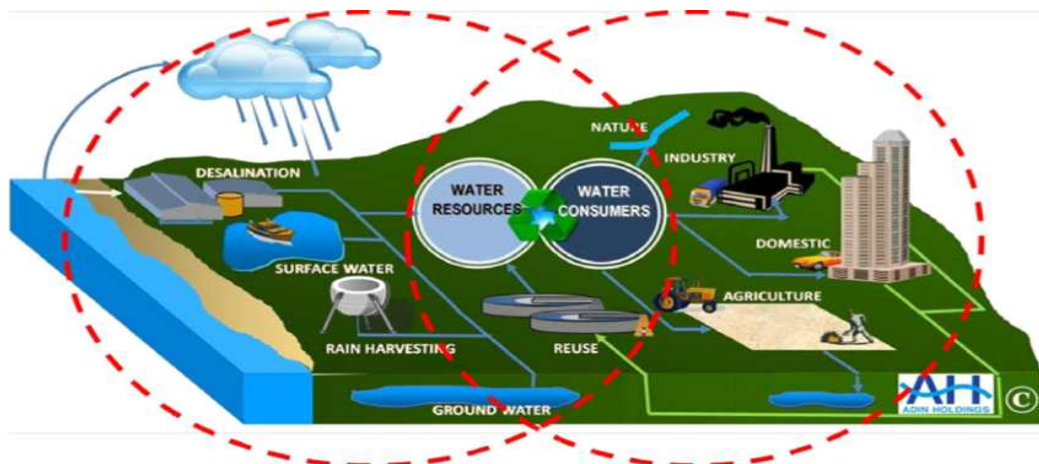 NATURE
INDUSTRY
DESALINATION
WATER
RESOURCES
WATER
CONSUMERS
DOMESTIC
SURFACE WATER
AGRICULTURE
RAIN HARVESTING
REUSE
GROUND WATER
AH
ADIN HOLDINGS
©